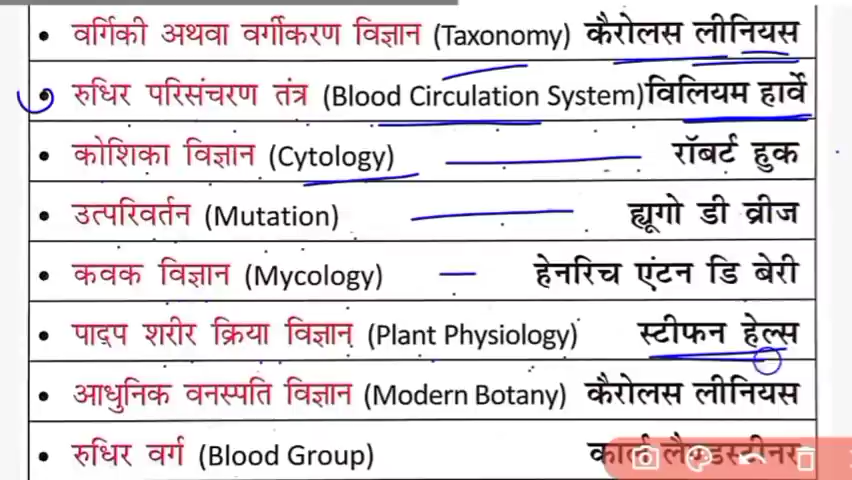 • वर्गिकी अथवा वर्गीकरण विज्ञान (Taxonomy) कैरोलस लीनियस
• रुधिर परिसंचरण तंत्र (Blood Circulation System) विलियम हार्वे
• कोशिका विज्ञान (Cytology) रॉबर्ट हुक
• उत्परिवर्तन (Mutation) ह्यूगो डी व्रीज
• कवक विज्ञान (Mycology) हेनरिच एंटन डि बेरी
• पादप शरीर क्रिया विज्ञान (Plant Physiology) स्टीफन हेल्स
• आधुनिक वनस्पति विज्ञान (Modern Botany) कैरोलस लीनियस
• रुधिर वर्ग (Blood Group) कार्ल लैण्डस्टीनर